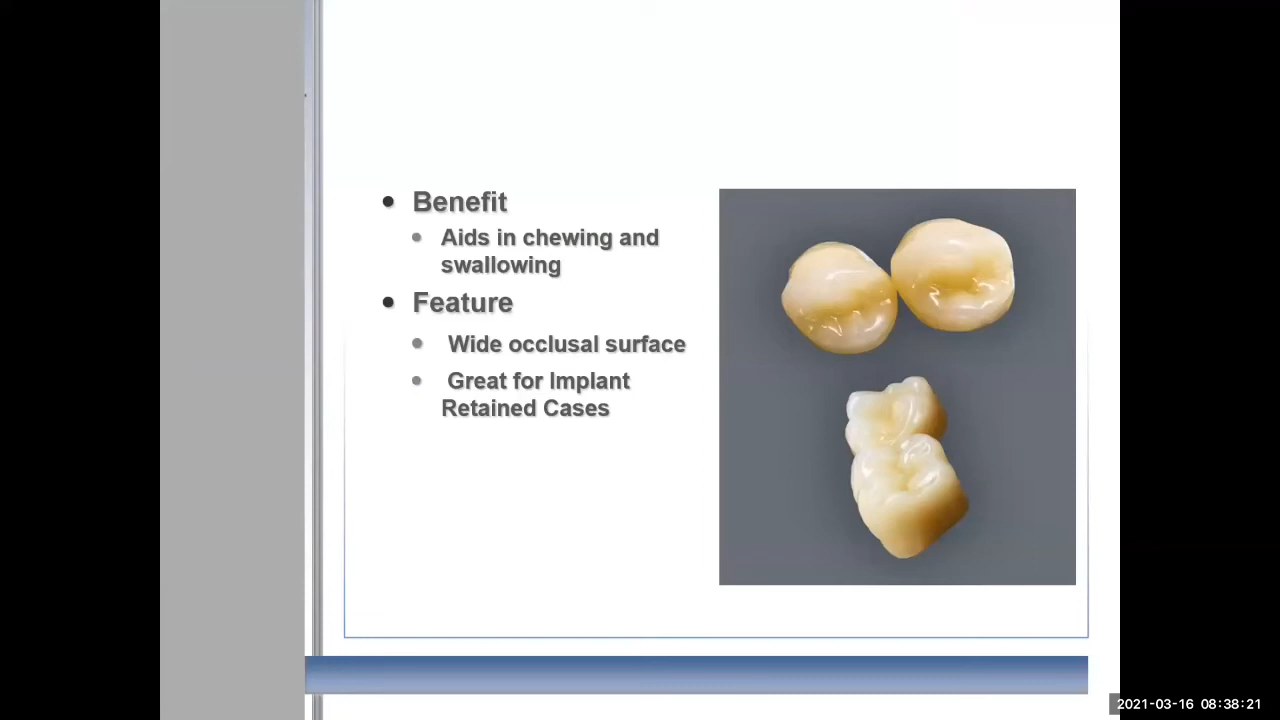 Benefit
Aids in chewing and
swallowing
Feature
Wide occlusal surface
Great for Implant
Retained Cases
2021-03-16 08:38:21